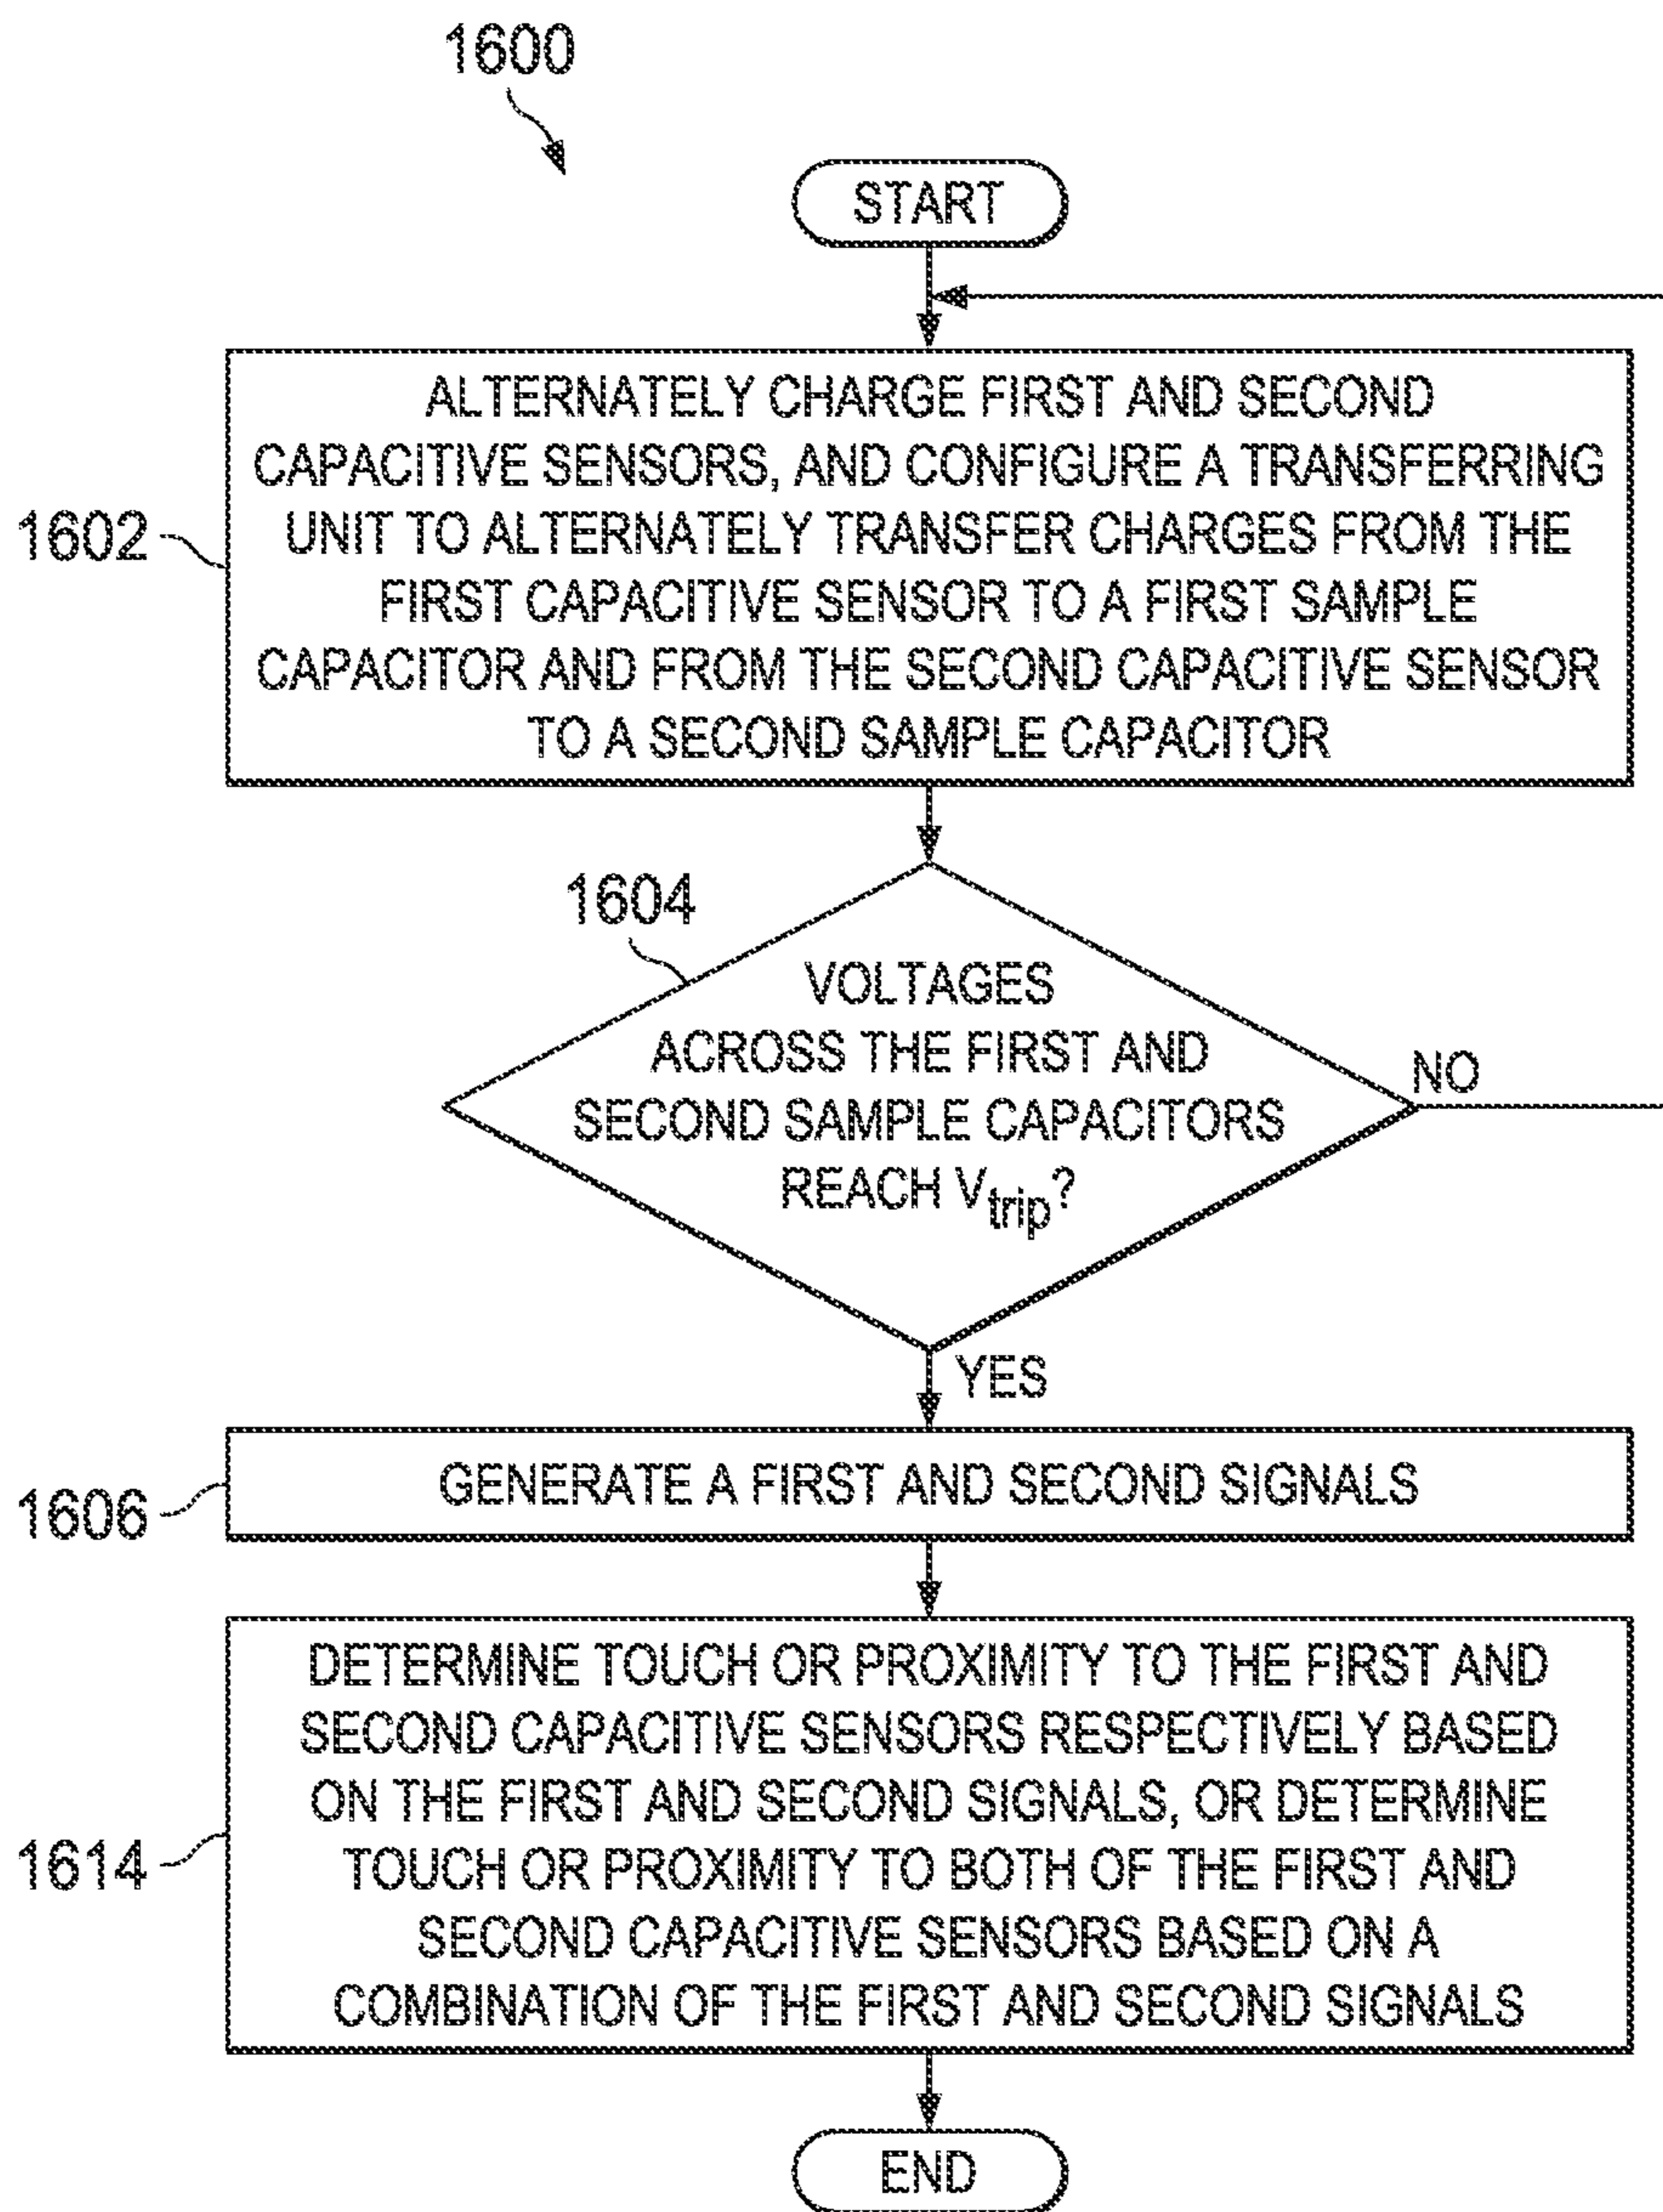 1600
START
1602
ALTERNATELY CHARGE FIRST AND SECOND
CAPACITIVE SENSORS, AND CONFIGURE A TRANSFERRING
UNIT TO ALTERNATELY TRANSFER CHARGES FROM THE
FIRST CAPACITIVE SENSOR TO A FIRST SAMPLE
CAPACITOR AND FROM THE SECOND CAPACITIVE SENSOR
TO A SECOND SAMPLE CAPACITOR
1604
VOLTAGES
ACROSS THE FIRST AND
SECOND SAMPLE CAPACITORS
REACH Vtrip?
NO
YES
1606
GENERATE A FIRST AND SECOND SIGNALS
1614
DETERMINE TOUCH OR PROXIMITY TO THE FIRST AND
SECOND CAPACITIVE SENSORS RESPECTIVELY BASED
ON THE FIRST AND SECOND SIGNALS, OR DETERMINE
TOUCH OR PROXIMITY TO BOTH OF THE FIRST AND
SECOND CAPACITIVE SENSORS BASED ON A
COMBINATION OF THE FIRST AND SECOND SIGNALS
END